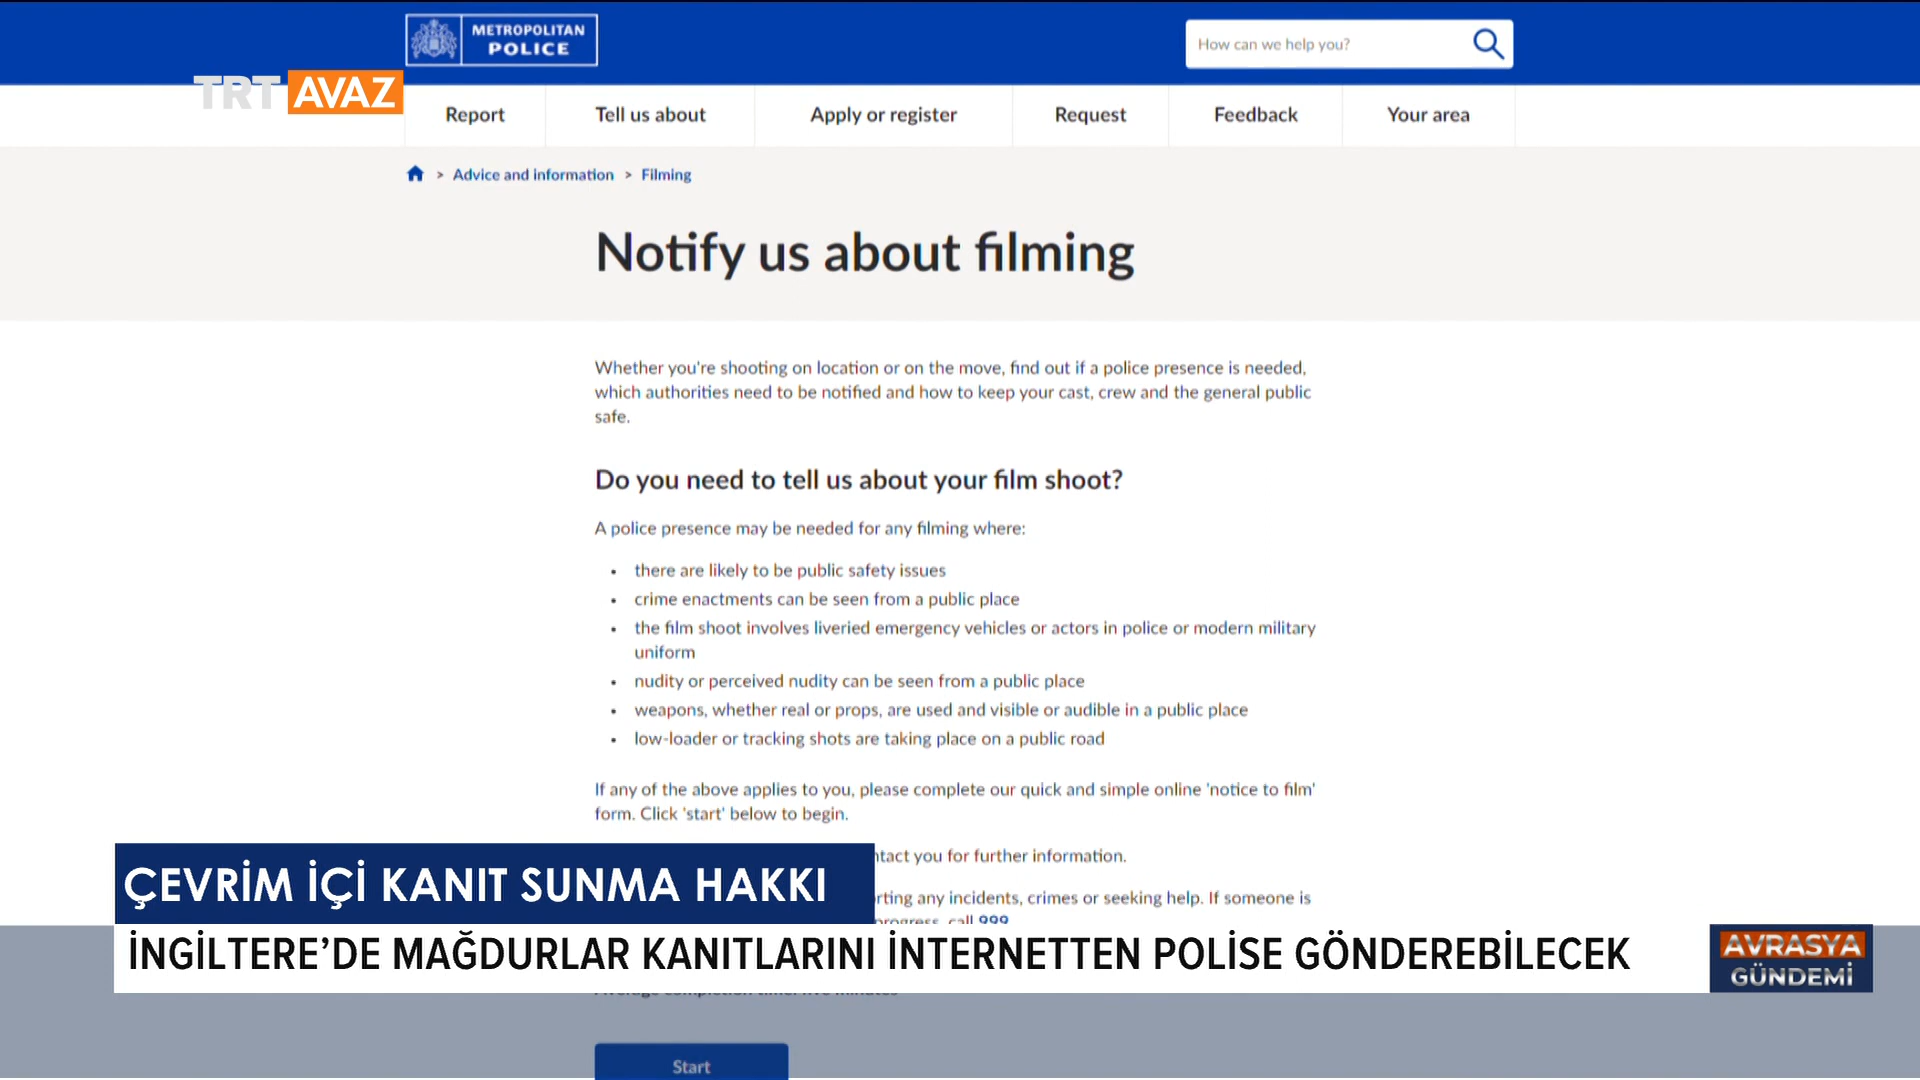 METROPOLITAN
POLICE
How can we help you?
TRT AVAZ
Report
Tell us about
Apply or register
Request
Feedback
Your area
> Advice and information > Filming
Notify us about filming
Whether you're shooting on location or on the move, find out if a police presence is needed,
which authorities need to be notified and how to keep your cast, crew and the general public
safe.
Do you need to tell us about your film shoot?
A police presence may be needed for any filming where:
• there are likely to be public safety issues
• crime enactments can be seen from a public place
• the film shoot involves liveried emergency vehicles or actors in police or modern military
uniform
• nudity or perceived nudity can be seen from a public place
• weapons, whether real or props, are used and visible or audible in a public place
• low-loader or tracking shots are taking place on a public road
If any of the above applies to you, please complete our quick and simple online 'notice to film'
form. Click 'start' below to begin.
you for further information.
any incidents, crimes or seeking help. If someone is
progress, call 999
ÇEVRİM İÇİ KANIT SUNMA HAKKI
İNGİLTERE'DE MAĞDURLAR KANITLARINI İNTERNETTEN POLİSE GÖNDEREBİLECEK
AVRASYA
GÜNDEMİ
Start